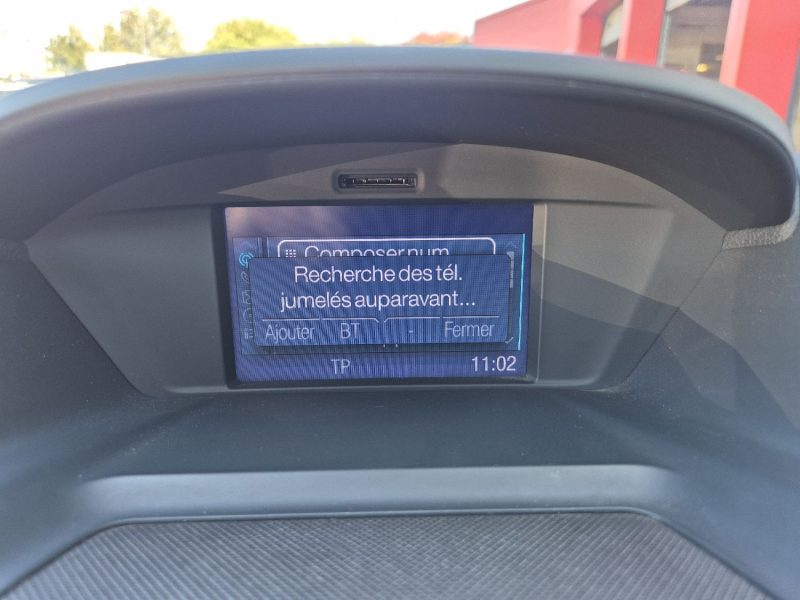 Composer num
Recherche des tél.
jumelés auparavant...
Ajouter BT - Fermer
TP 11:02